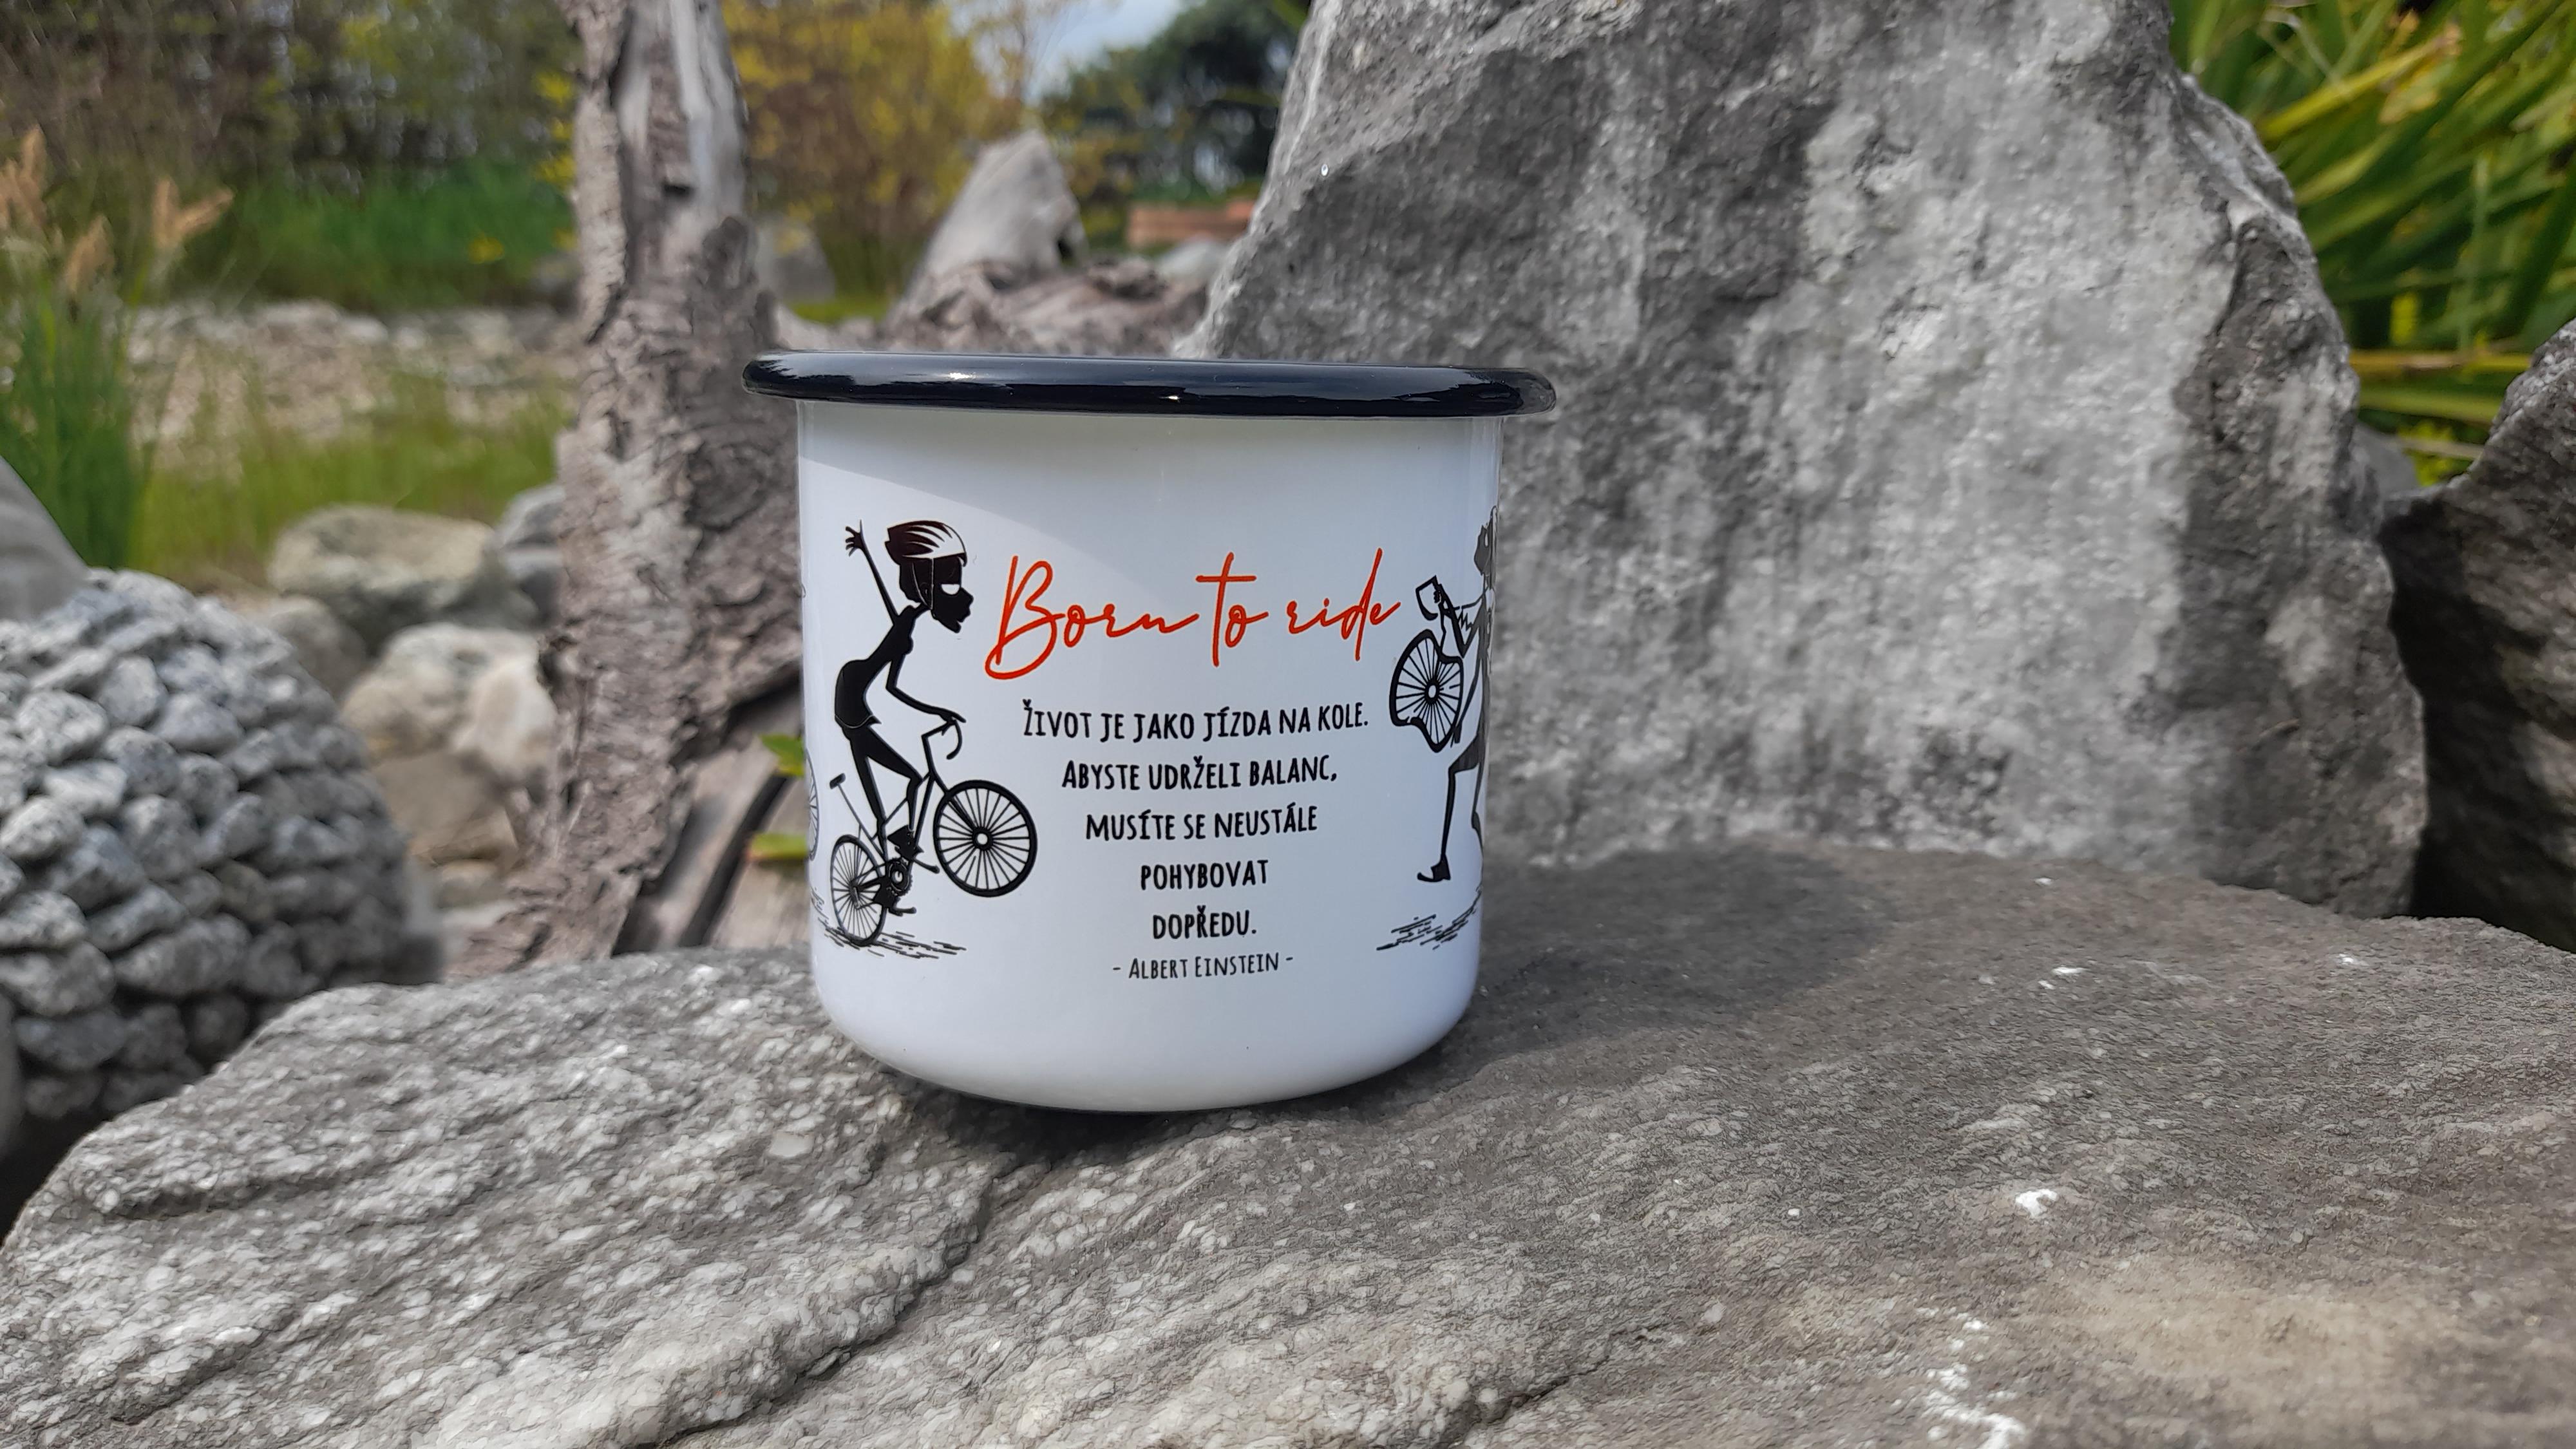 Born to ride
ŽIVOT JE JAKO JÍZDA NA KOLE.
ABYSTE UDRŽELI BALANC,
MUSÍTE SE NEUSTÁLE
POHYBOVAT
DOPŘEDU.
- ALBERT EINSTEIN -